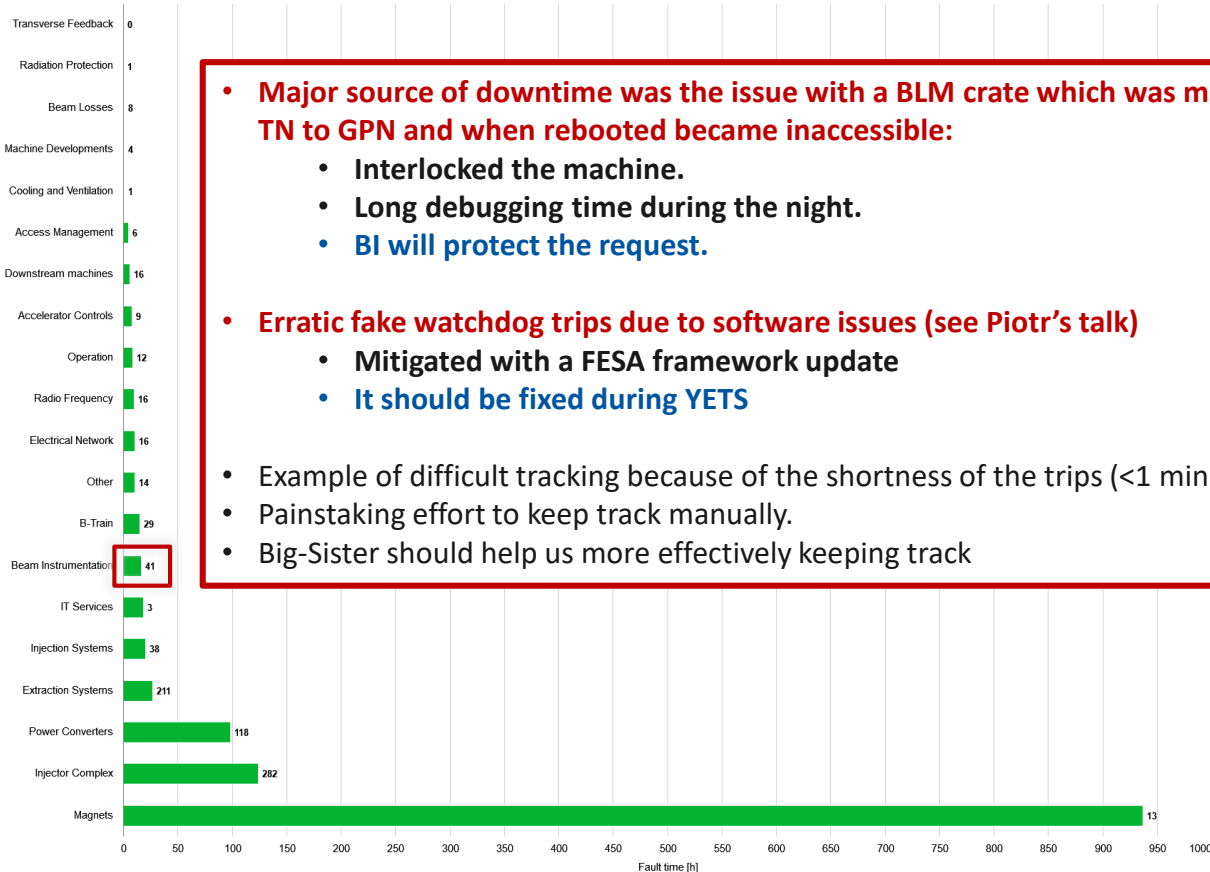 Transverse Feedback 0
Radiation Protection 1
Beam Losses 8
Machine Developments 4
Cooling and Ventilation 1
Access Management 6
Downstream machines 16
Accelerator Controls 9
Operation 12
Radio Frequency 16
Electrical Network 16
Other 14
B-Train 29
Beam Instrumentation 41
IT Services 3
Injection Systems 38
Extraction Systems 211
Power Converters 118
Injector Complex 282
Magnets 13
0 50 100 150 200 250 300 350 400 450 500 550 600 650 700 750 800 850 900 950 1000
Fault time [h]
• Major source of downtime was the issue with a BLM crate which was m
TN to GPN and when rebooted became inaccessible:
• Interlocked the machine.
• Long debugging time during the night.
• BI will protect the request.
• Erratic fake watchdog trips due to software issues (see Piotr's talk)
• Mitigated with a FESA framework update
• It should be fixed during YETS
• Example of difficult tracking because of the shortness of the trips (<1 min
• Painstaking effort to keep track manually.
• Big-Sister should help us more effectively keeping track